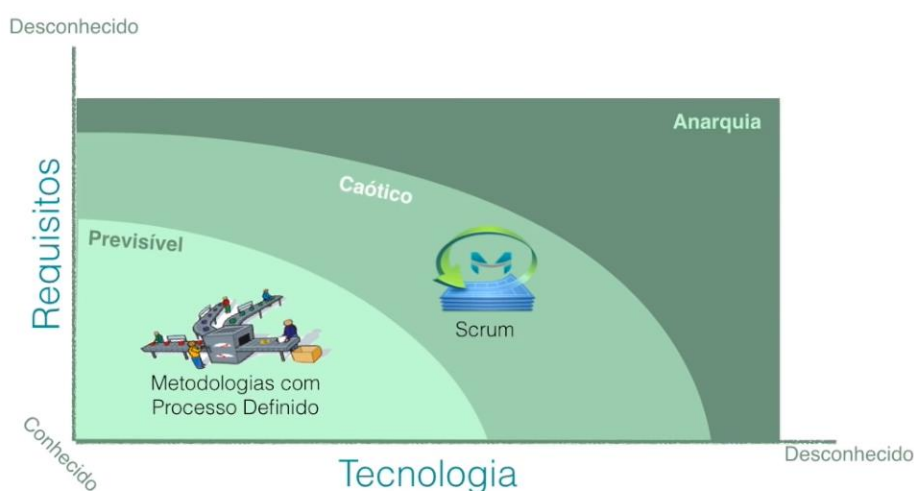 Desconhecido
Requisitos
Anarquia
Caótico
Previsível
Scrum
Metodologias com
Processo Definido
Conhecido
Tecnologia
Desconhecido